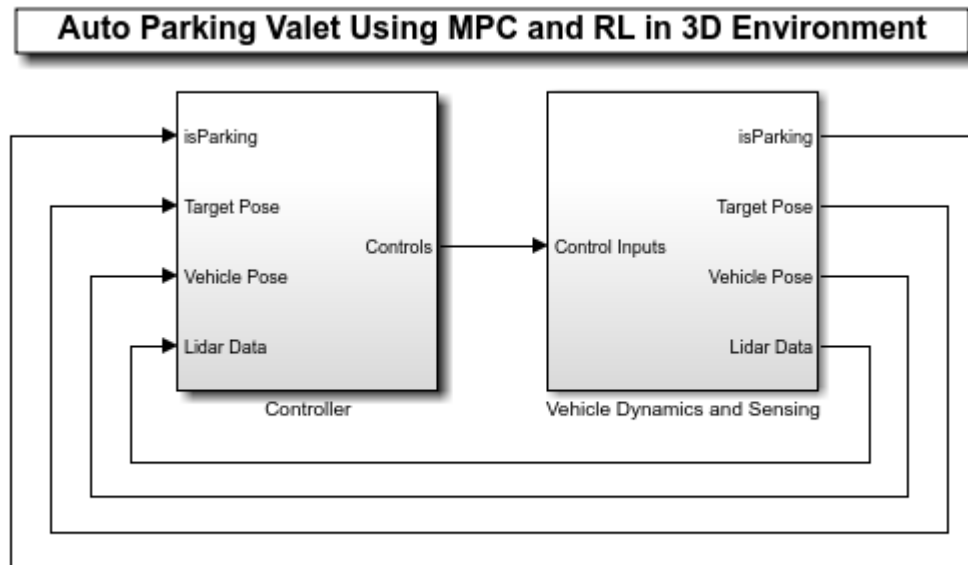 Auto Parking Valet Using MPC and RL in 3D Environment
isParking
Target Pose
Vehicle Pose
Lidar Data
Controls
Controller
Control Inputs
isParking
Target Pose
Vehicle Pose
Lidar Data
Vehicle Dynamics and Sensing